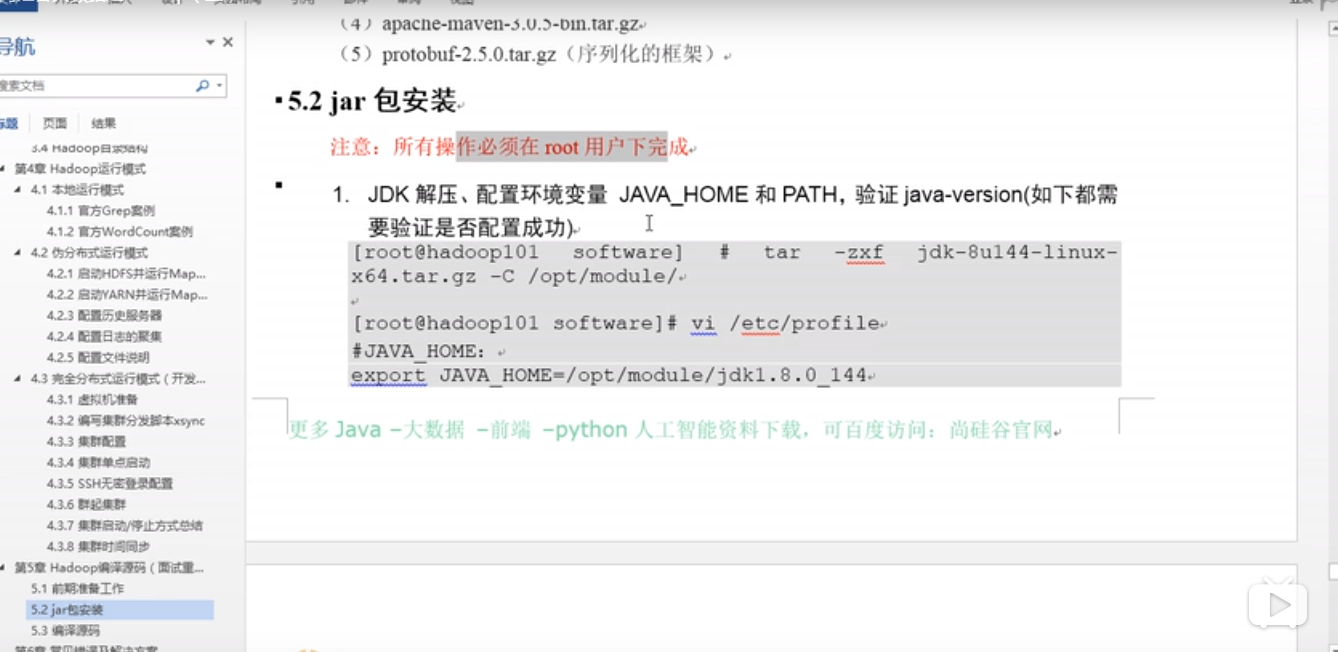 导航
搜索文档
标题 页面 结果
3.4 Hadoop目录结构
第4章 Hadoop运行模式
4.1 本地运行模式
4.1.1 官方Grep案例
4.1.2 官方WordCount案例
4.2 伪分布式运行模式
4.2.1 启动HDFS并运行Map...
4.2.2 启动YARN并运行Map...
4.2.3 配置历史服务器
4.2.4 配置日志的聚集
4.2.5 配置文件说明
4.3 完全分布式运行模式（开发...
4.3.1 虚拟机准备
4.3.2 编写集群分发脚本xsync
4.3.3 集群配置
4.3.4 集群单点启动
4.3.5 SSH无密登录配置
4.3.6 群起集群
4.3.7 集群启动/停止方式总结
4.3.8 集群时间同步
第5章 Hadoop编译源码（面试重...
5.1 前期准备工作
5.2 jar包安装
5.3 编译源码
第6章 常见错误及解决方案
（4）apache-maven-3.0.5-bin.tar.gz
（5）protobuf-2.5.0.tar.gz（序列化的框架）
5.2 jar 包安装
注意：所有操作必须在 root 用户下完成
1. JDK 解压、配置环境变量 JAVA_HOME 和 PATH，验证 java-version(如下都需
要验证是否配置成功)
[root@hadoop101 software] # tar -zxf jdk-8u144-linux-
x64.tar.gz -C /opt/module/
[root@hadoop101 software]# vi /etc/profile
#JAVA_HOME：
export JAVA_HOME=/opt/module/jdk1.8.0_144
更多 Java –大数据 –前端 –python 人工智能资料下载，可百度访问：尚硅谷官网